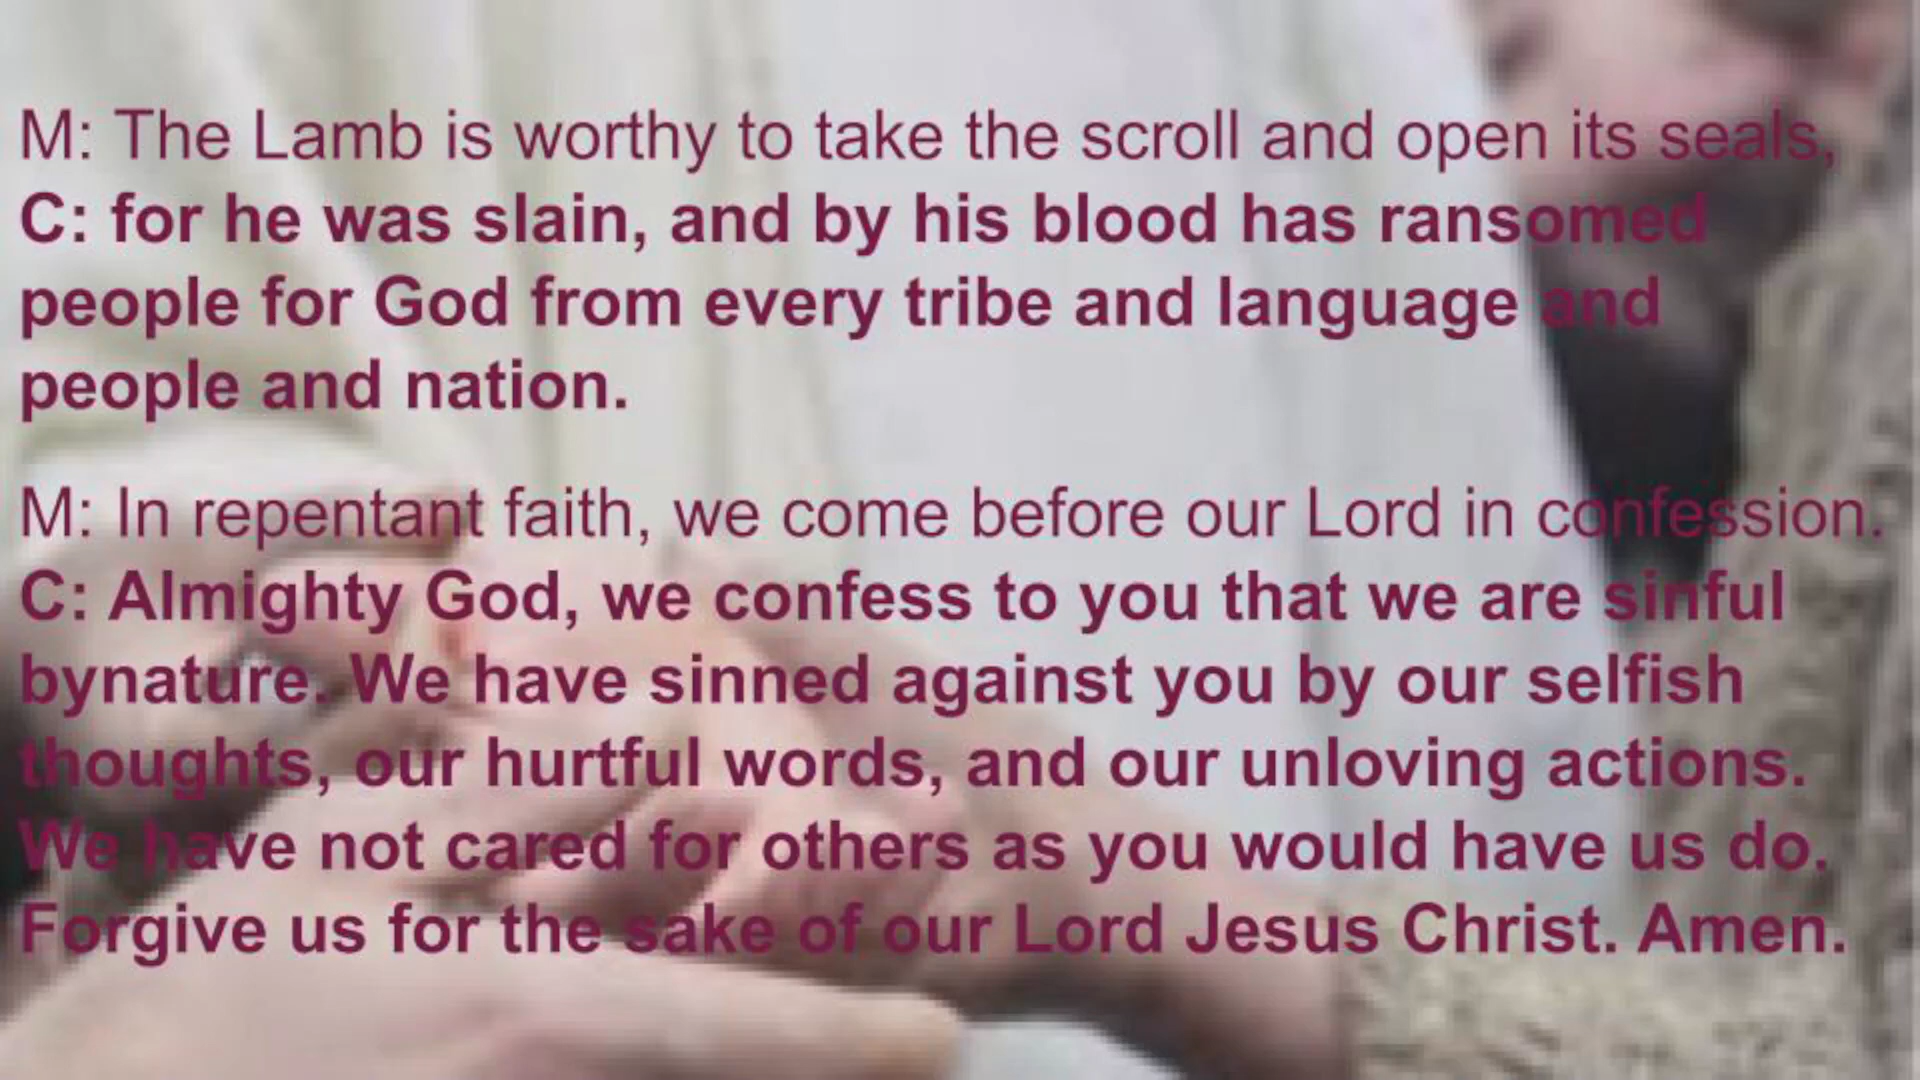 M: The Lamb is worthy to take the scroll and open its seals,
C: for he was slain, and by his blood has ransomed
people for God from every tribe and language and
people and nation.
M: In repentant faith, we come before our Lord in confession.
C: Almighty God, we confess to you that we are sinful
bynature. We have sinned against you by our selfish
thoughts, our hurtful words, and our unloving actions.
We have not cared for others as you would have us do.
Forgive us for the sake of our Lord Jesus Christ. Amen.